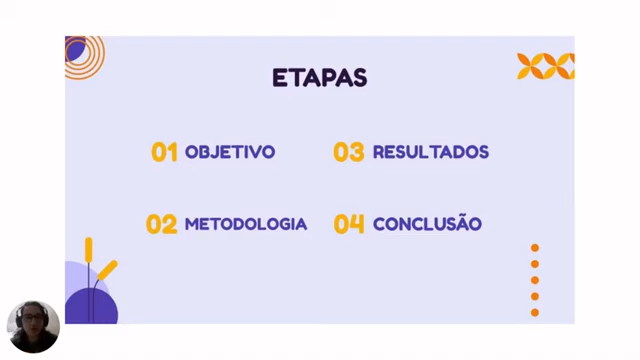 ETAPAS
01 OBJETIVO
02 METODOLOGIA
03 RESULTADOS
04 CONCLUSÃO